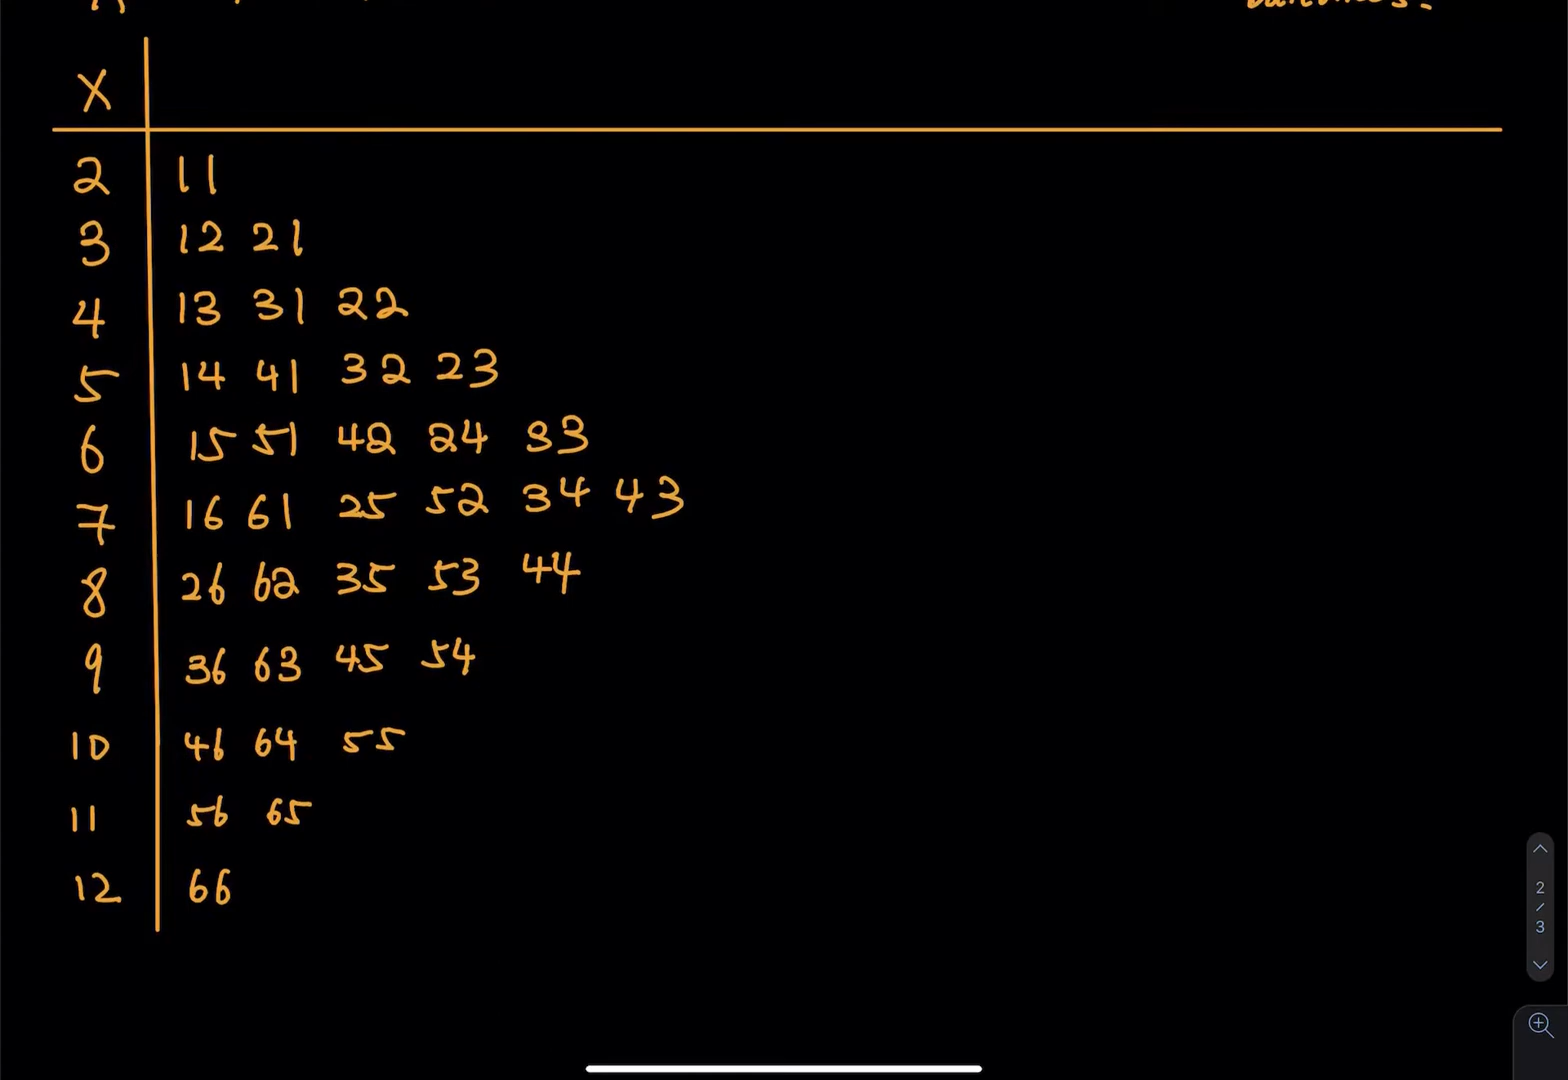 X
2 11
3 12 21
4 13 31 22
5 14 41 32 23
6 15 51 42 24 33
7 16 61 25 52 34 43
8 26 62 35 53 44
9 36 63 45 54
10 46 64 55
11 56 65
12 66
2
/
3